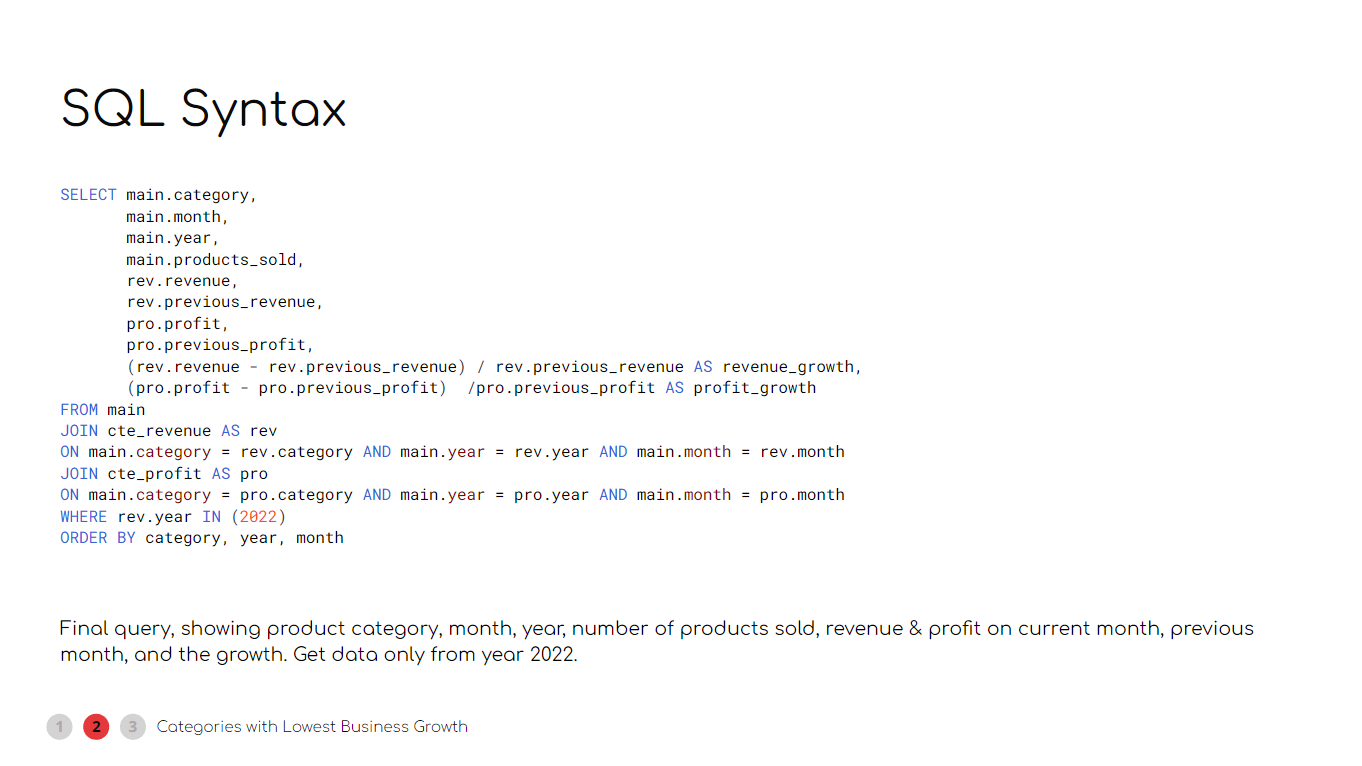 SQL Syntax
SELECT main.category,
main.month,
main.year,
main.products_sold,
rev.revenue,
rev.previous_revenue,
pro.profit,
pro.previous_profit,
(rev.revenue - rev.previous_revenue) / rev.previous_revenue AS revenue_growth,
(pro.profit - pro.previous_profit)  /pro.previous_profit AS profit_growth
FROM main
JOIN cte_revenue AS rev
ON main.category = rev.category AND main.year = rev.year AND main.month = rev.month
JOIN cte_profit AS pro
ON main.category = pro.category AND main.year = pro.year AND main.month = pro.month
WHERE rev.year IN (2022)
ORDER BY category, year, month
Final query, showing product category, month, year, number of products sold, revenue & profit on current month, previous
month, and the growth. Get data only from year 2022.
1 2 3 Categories with Lowest Business Growth